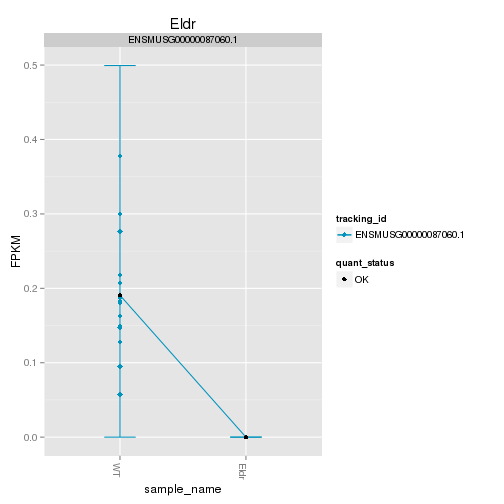 Eldr
ENSMUSG00000087060.1
0.5
0.4
0.3
0.2
0.1
0.0
FPKM
WT
Eldr
sample_name
tracking_id
ENSMUSG00000087060.1
quant_status
OK